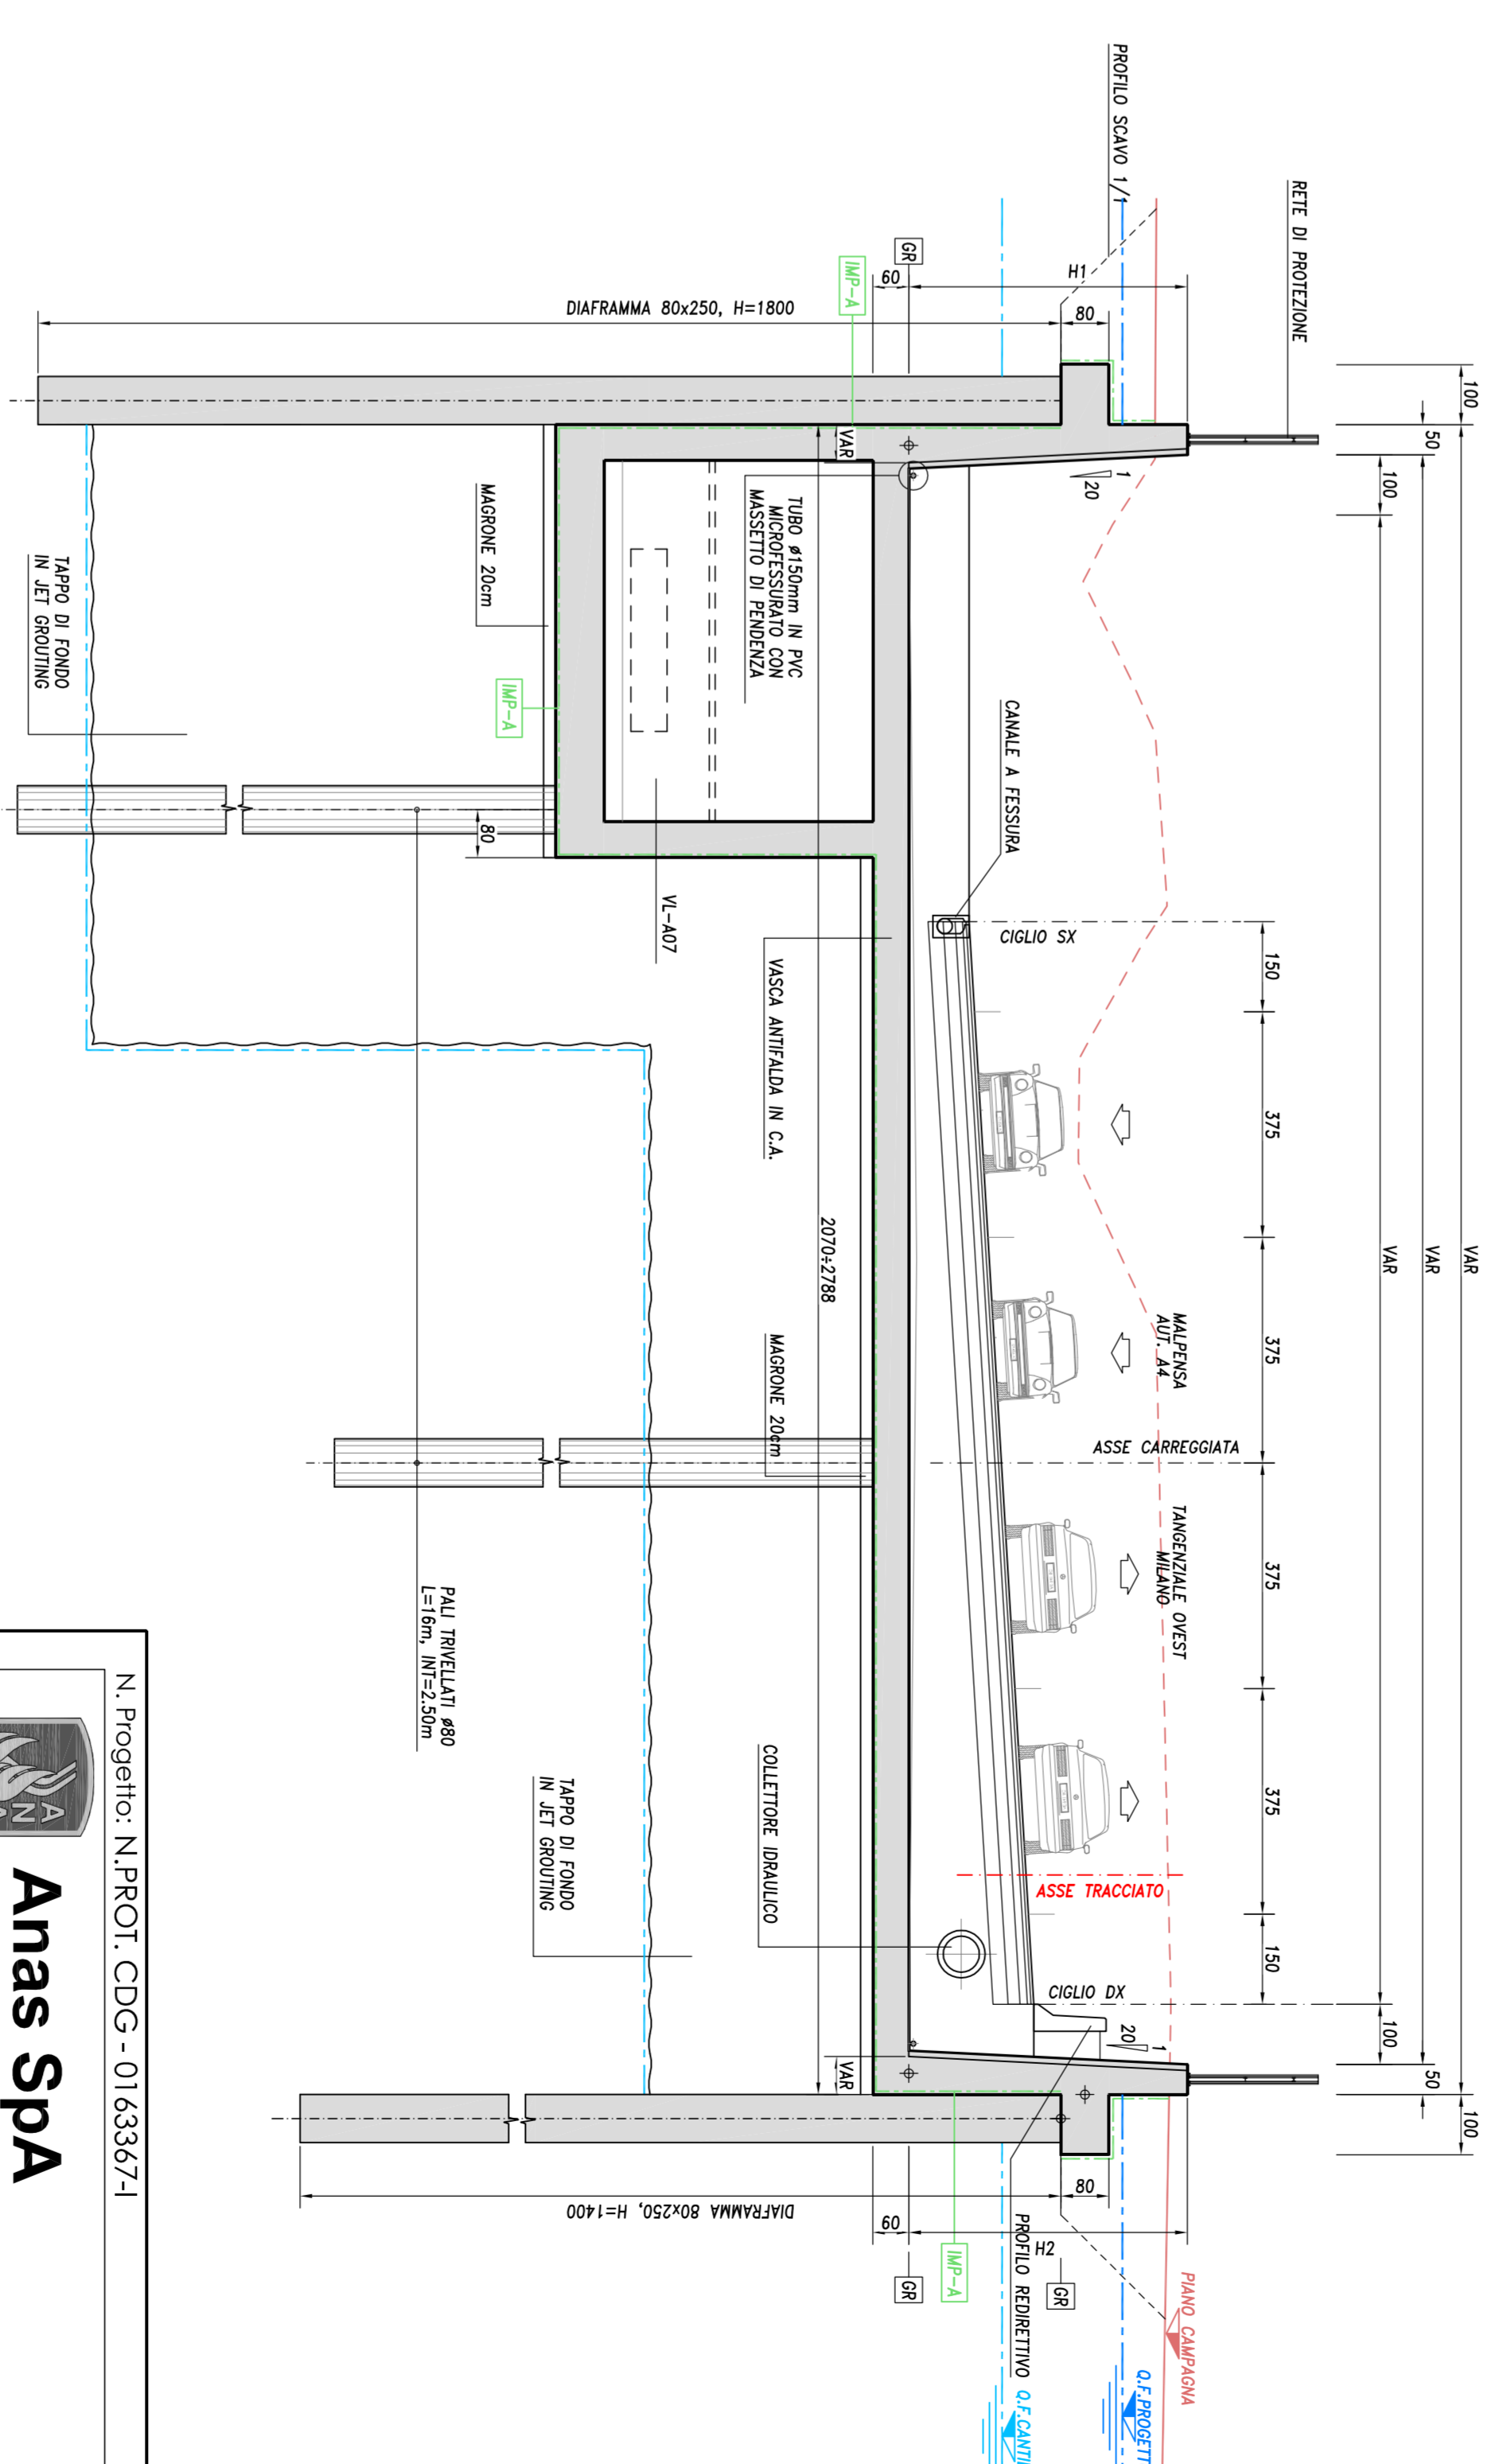 100
VAR
100
50
VAR
50
100
VAR
100
150
375
375
375
375
150
RETE DI PROTEZIONE
PROFILO SCAVO 1/1
MALPENSA
AUT. A4
TANGENZIALE OVEST
MILANO
ASSE CARREGGIATA
ASSE TRACCIATO
CIGLIO SX
CIGLIO DX
PIANO CAMPAGNA
H1
80
60
GR
IMP-A
DIAFRAMMA 80x250, H=1800
1
20
1
20
CANALE A FESSURA
VAR
TUBO Ø150mm IN PVC
MICROFESSURATO CON
MASSETTO DI PENDENZA
VL-A07
VASCA ANTIFALDA IN C.A.
2070÷2788
MAGRONE 20cm
COLLETTORE IDRAULICO
VAR
80
60
H2
GR
GR
IMP-A
PROFILO REDIRETTIVO
DIAFRAMMA 80x250, H=1400
MAGRONE 20cm
IMP-A
80
PALI TRIVELLATI Ø80
L=16m, INT=2.50m
TAPPO DI FONDO
IN JET GROUTING
TAPPO DI FONDO
IN JET GROUTING
N. Progetto: N.PROT. CDG - 0163367-I
Anas SpA